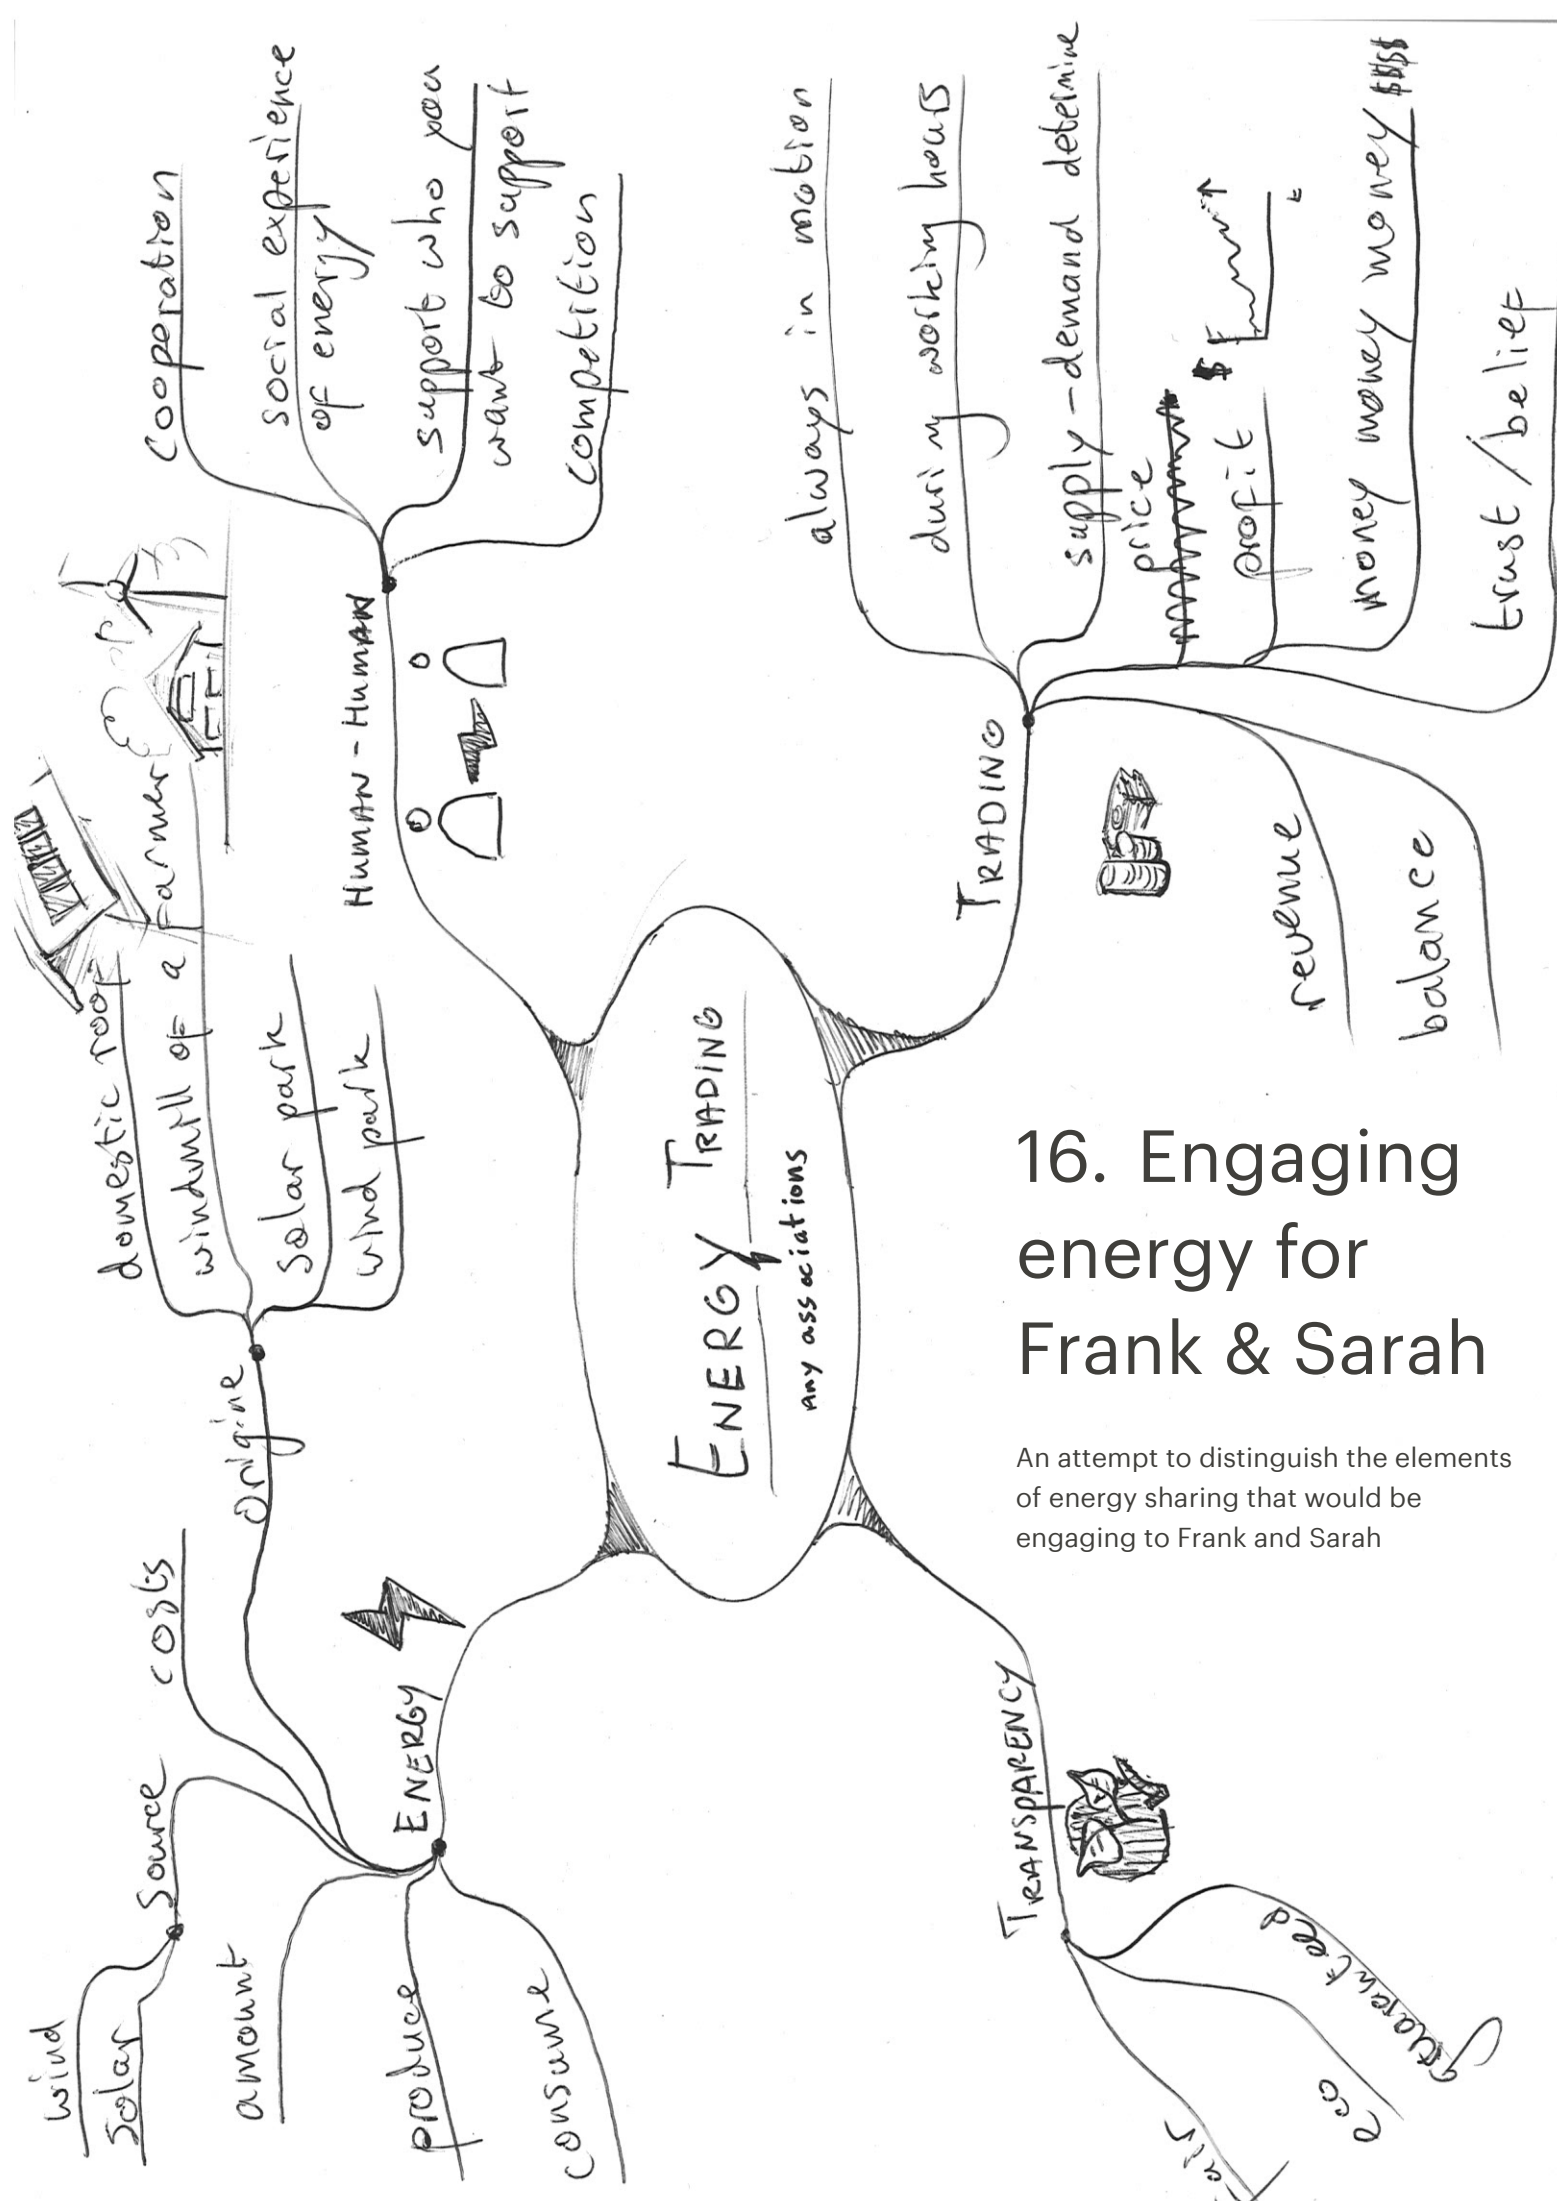 16. Engaging
energy for
Frank & Sarah
An attempt to distinguish the elements
of energy sharing that would be
engaging to Frank and Sarah
ENERGY TRADING
any associations
HUMAN - HUMAN
cooperation
social experience
of energy
support who you
want to support
competition
TRADING
always in motion
during working hours
supply - demand determine
price
profit
$
E
t
money money money money $$$$
trust / belief
revenue
balance
ENERGY
origine
domestic roof
windmill of a farmer
solar park
wind park
costs
source
wind
solar
amount
produce
consume
TRANSPARENCY
guarenteed
eco